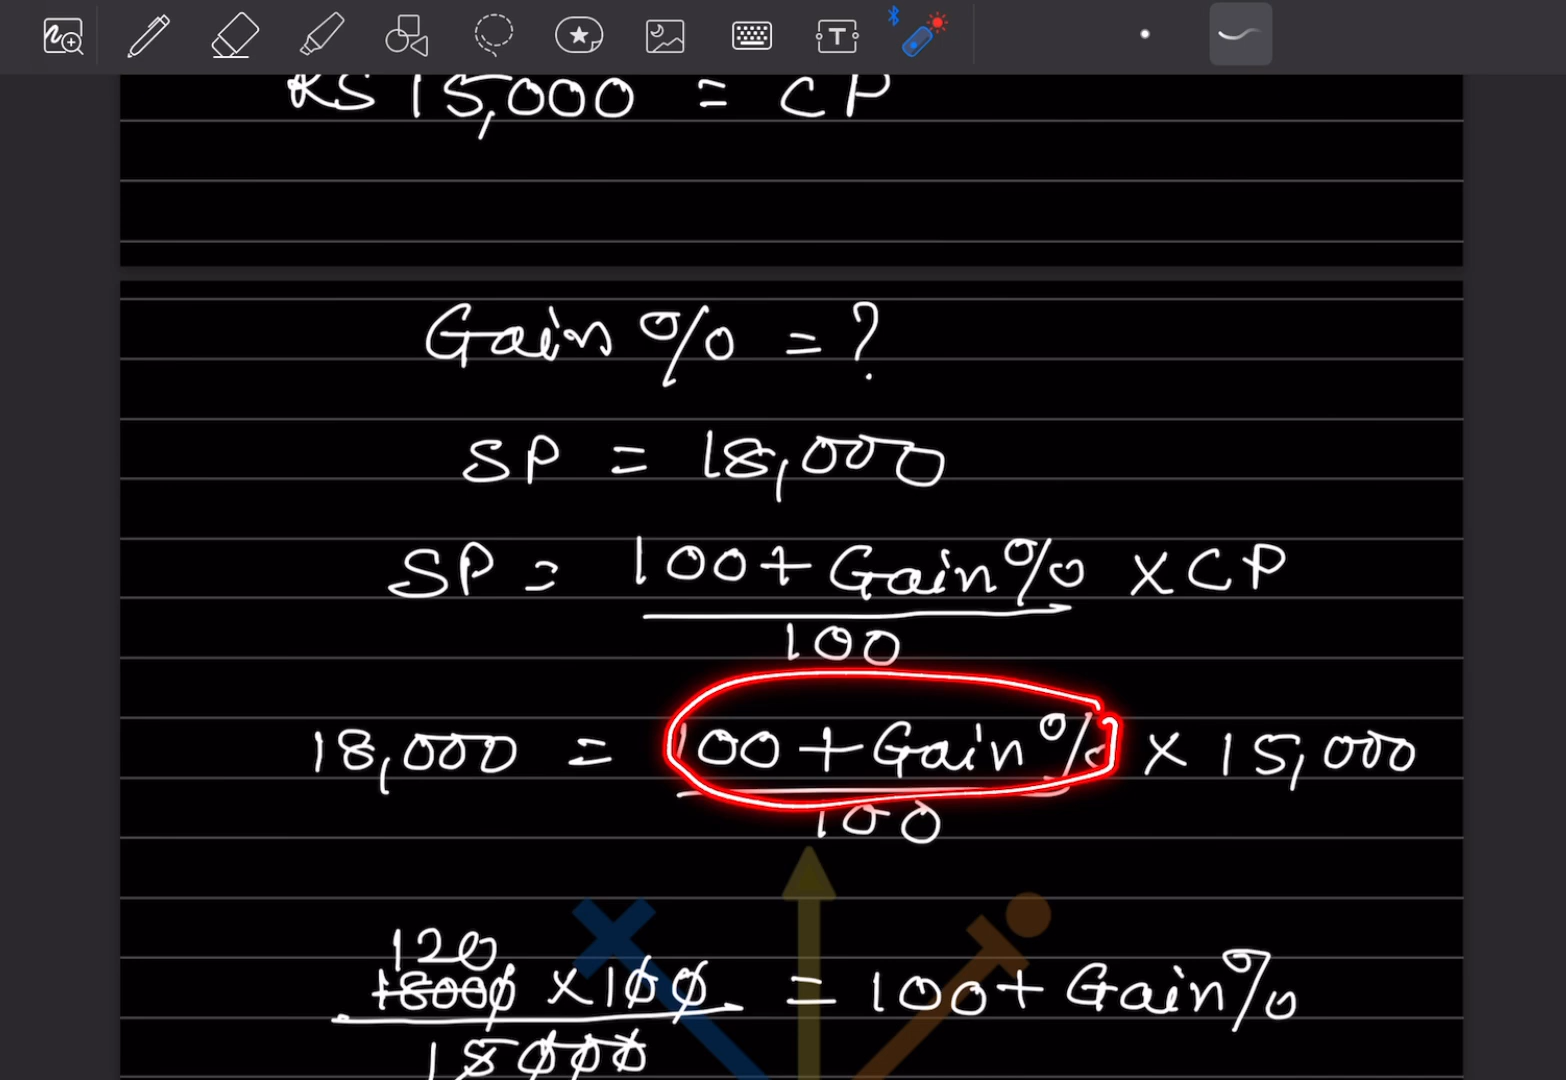 RS 15,000 = CP
Gain % = ?
SP = 18,000
SP = 100 + Gain% × CP
100
18,000 = 100 + Gain% × 15,000
100
120
18000 × 100 = 100 + Gain%
15000